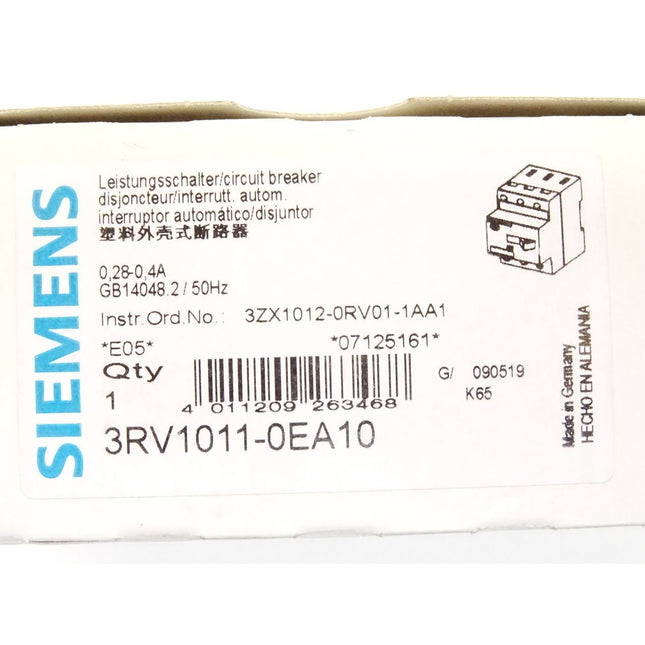 SIEMENS
Leistungsschalter/circuit breaker
disjoncteur/interrutt. autom.
interruptor automático/disjuntor
塑料外壳式断路器
0,28-0,4A
GB14048.2 / 50Hz
Instr.Ord.No.: 3ZX1012-0RV01-1AA1
*E05* *07125161*
Qty
1
4 011209 263468
G/ 090519
K65
3RV1011-0EA10
Made in Germany
HECHO EN ALEMANIA